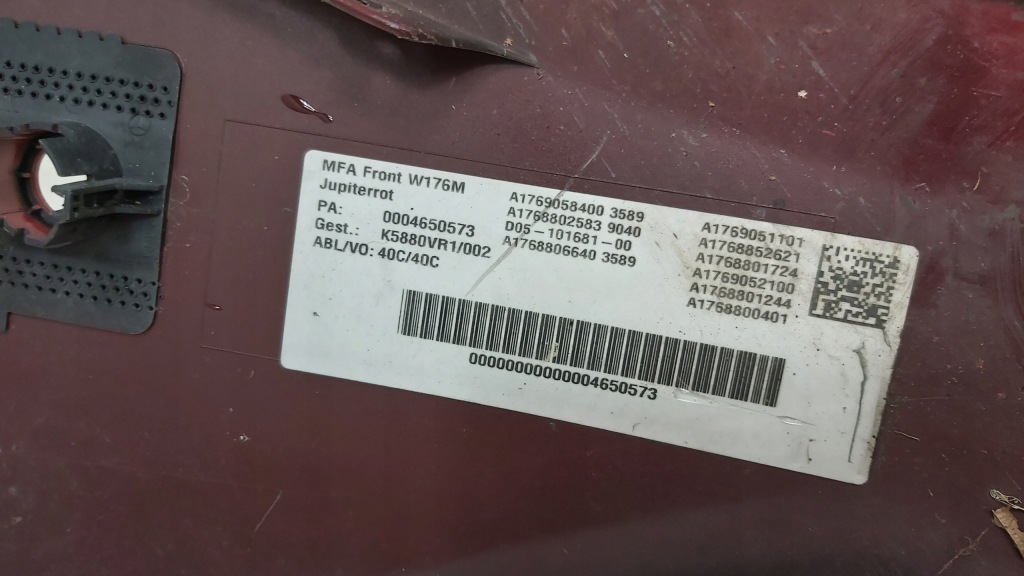 MFA Front W176M
Jupiterrot
PA: 0004650573
Gest.: K5880VR1/002
ABL/VO: 40C/40C
A1769058400 3589
A1768802583 9040
D05-101681-00
A1768806640 3589
A1769051101
A1768852621
A1768801724
A1769052100
A1768801244
A1768800401
00000000000004650573